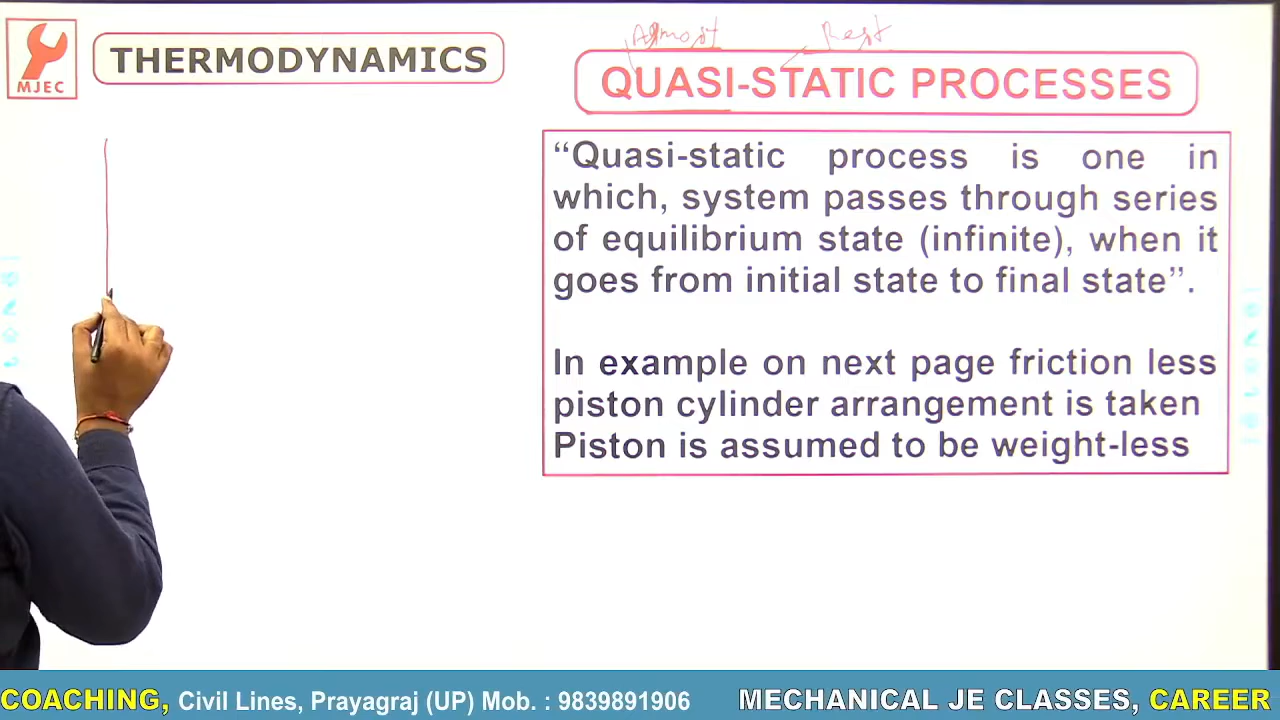 MJEC
THERMODYNAMICS
Almost
Rest
QUASI-STATIC PROCESSES
“Quasi-static process is one in
which, system passes through series
of equilibrium state (infinite), when it
goes from initial state to final state”.
In example on next page friction less
piston cylinder arrangement is taken
Piston is assumed to be weight-less
COACHING, Civil Lines, Prayagraj (UP) Mob. : 9839891906 MECHANICAL JE CLASSES, CAREER